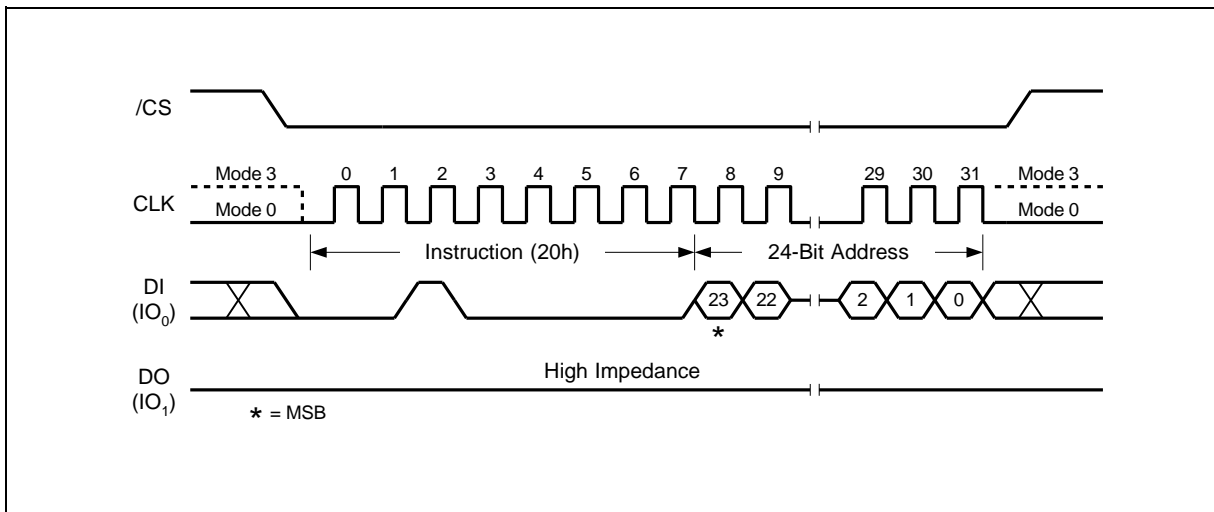 /CS
Mode 3 0 1 2 3 4 5 6 7 8 9 29 30 31 Mode 3
CLK
Mode 0 Mode 0
Instruction (20h) 24-Bit Address
DI
(IO0)
23 22 2 1 0
*
High Impedance
DO
(IO1)
* = MSB